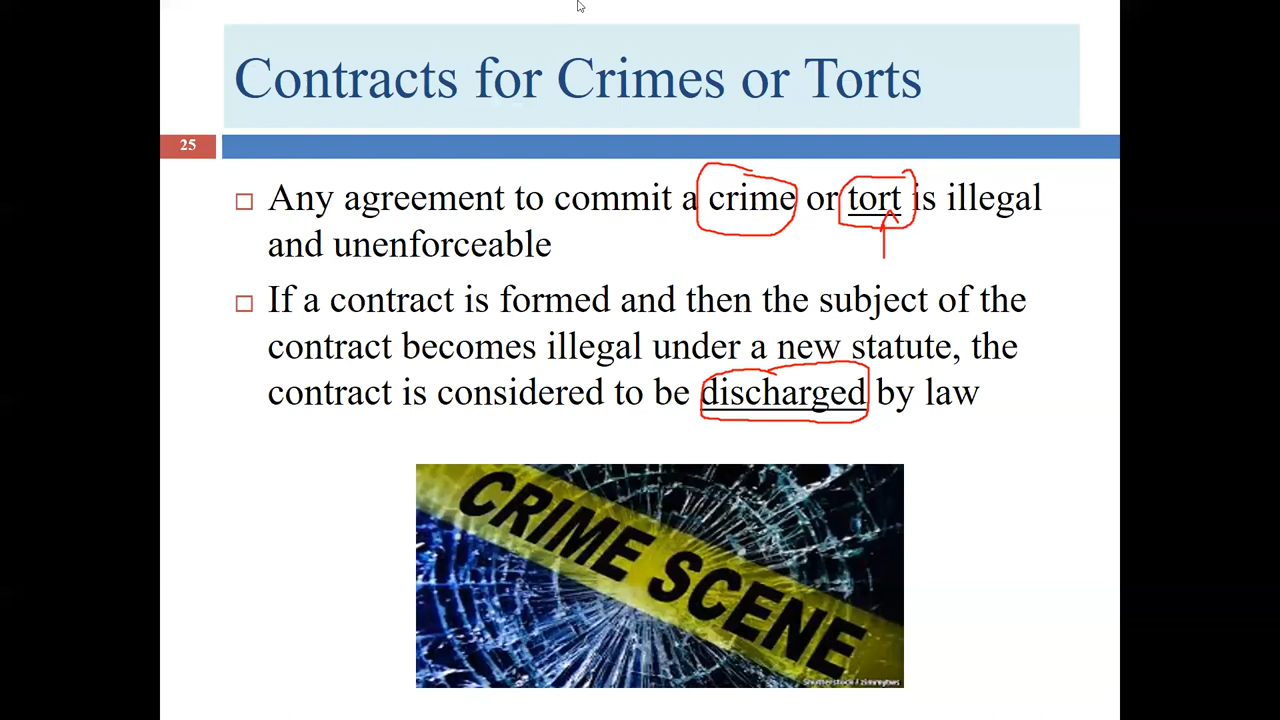 Contracts for Crimes or Torts
25
Any agreement to commit a crime or tort is illegal
and unenforceable
If a contract is formed and then the subject of the
contract becomes illegal under a new statute, the
contract is considered to be discharged by law
CRIME SCENE
Shutterstock / zimmytws